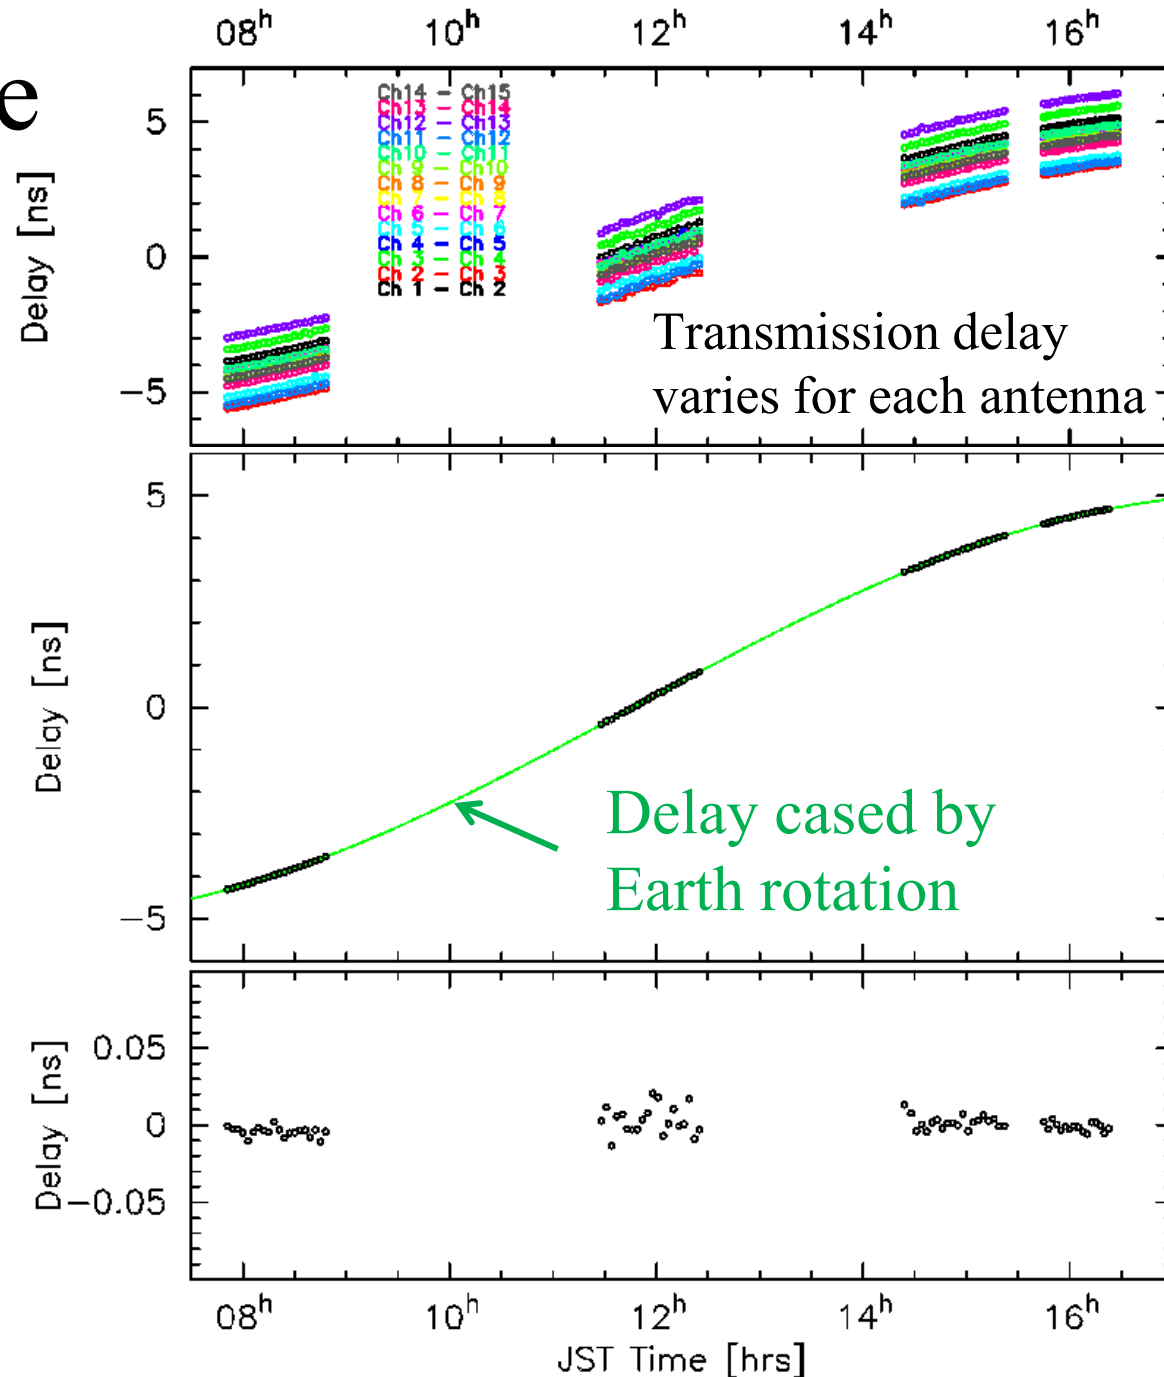 e
08h 10h 12h 14h 16h
Ch14 - Ch15
Ch13 - Ch14
Ch12 - Ch13
Ch11 - Ch12
Ch10 - Ch11
Ch 9 - Ch10
Ch 8 - Ch 9
Ch 7 - Ch 8
Ch 6 - Ch 7
Ch 5 - Ch 6
Ch 4 - Ch 5
Ch 3 - Ch 4
Ch 2 - Ch 3
Ch 1 - Ch 2
5
0
−5
Delay [ns]
Transmission delay
varies for each antenna
5
0
−5
Delay [ns]
Delay cased by
Earth rotation
0.05
0
−0.05
Delay [ns]
08h 10h 12h 14h 16h
JST Time [hrs]